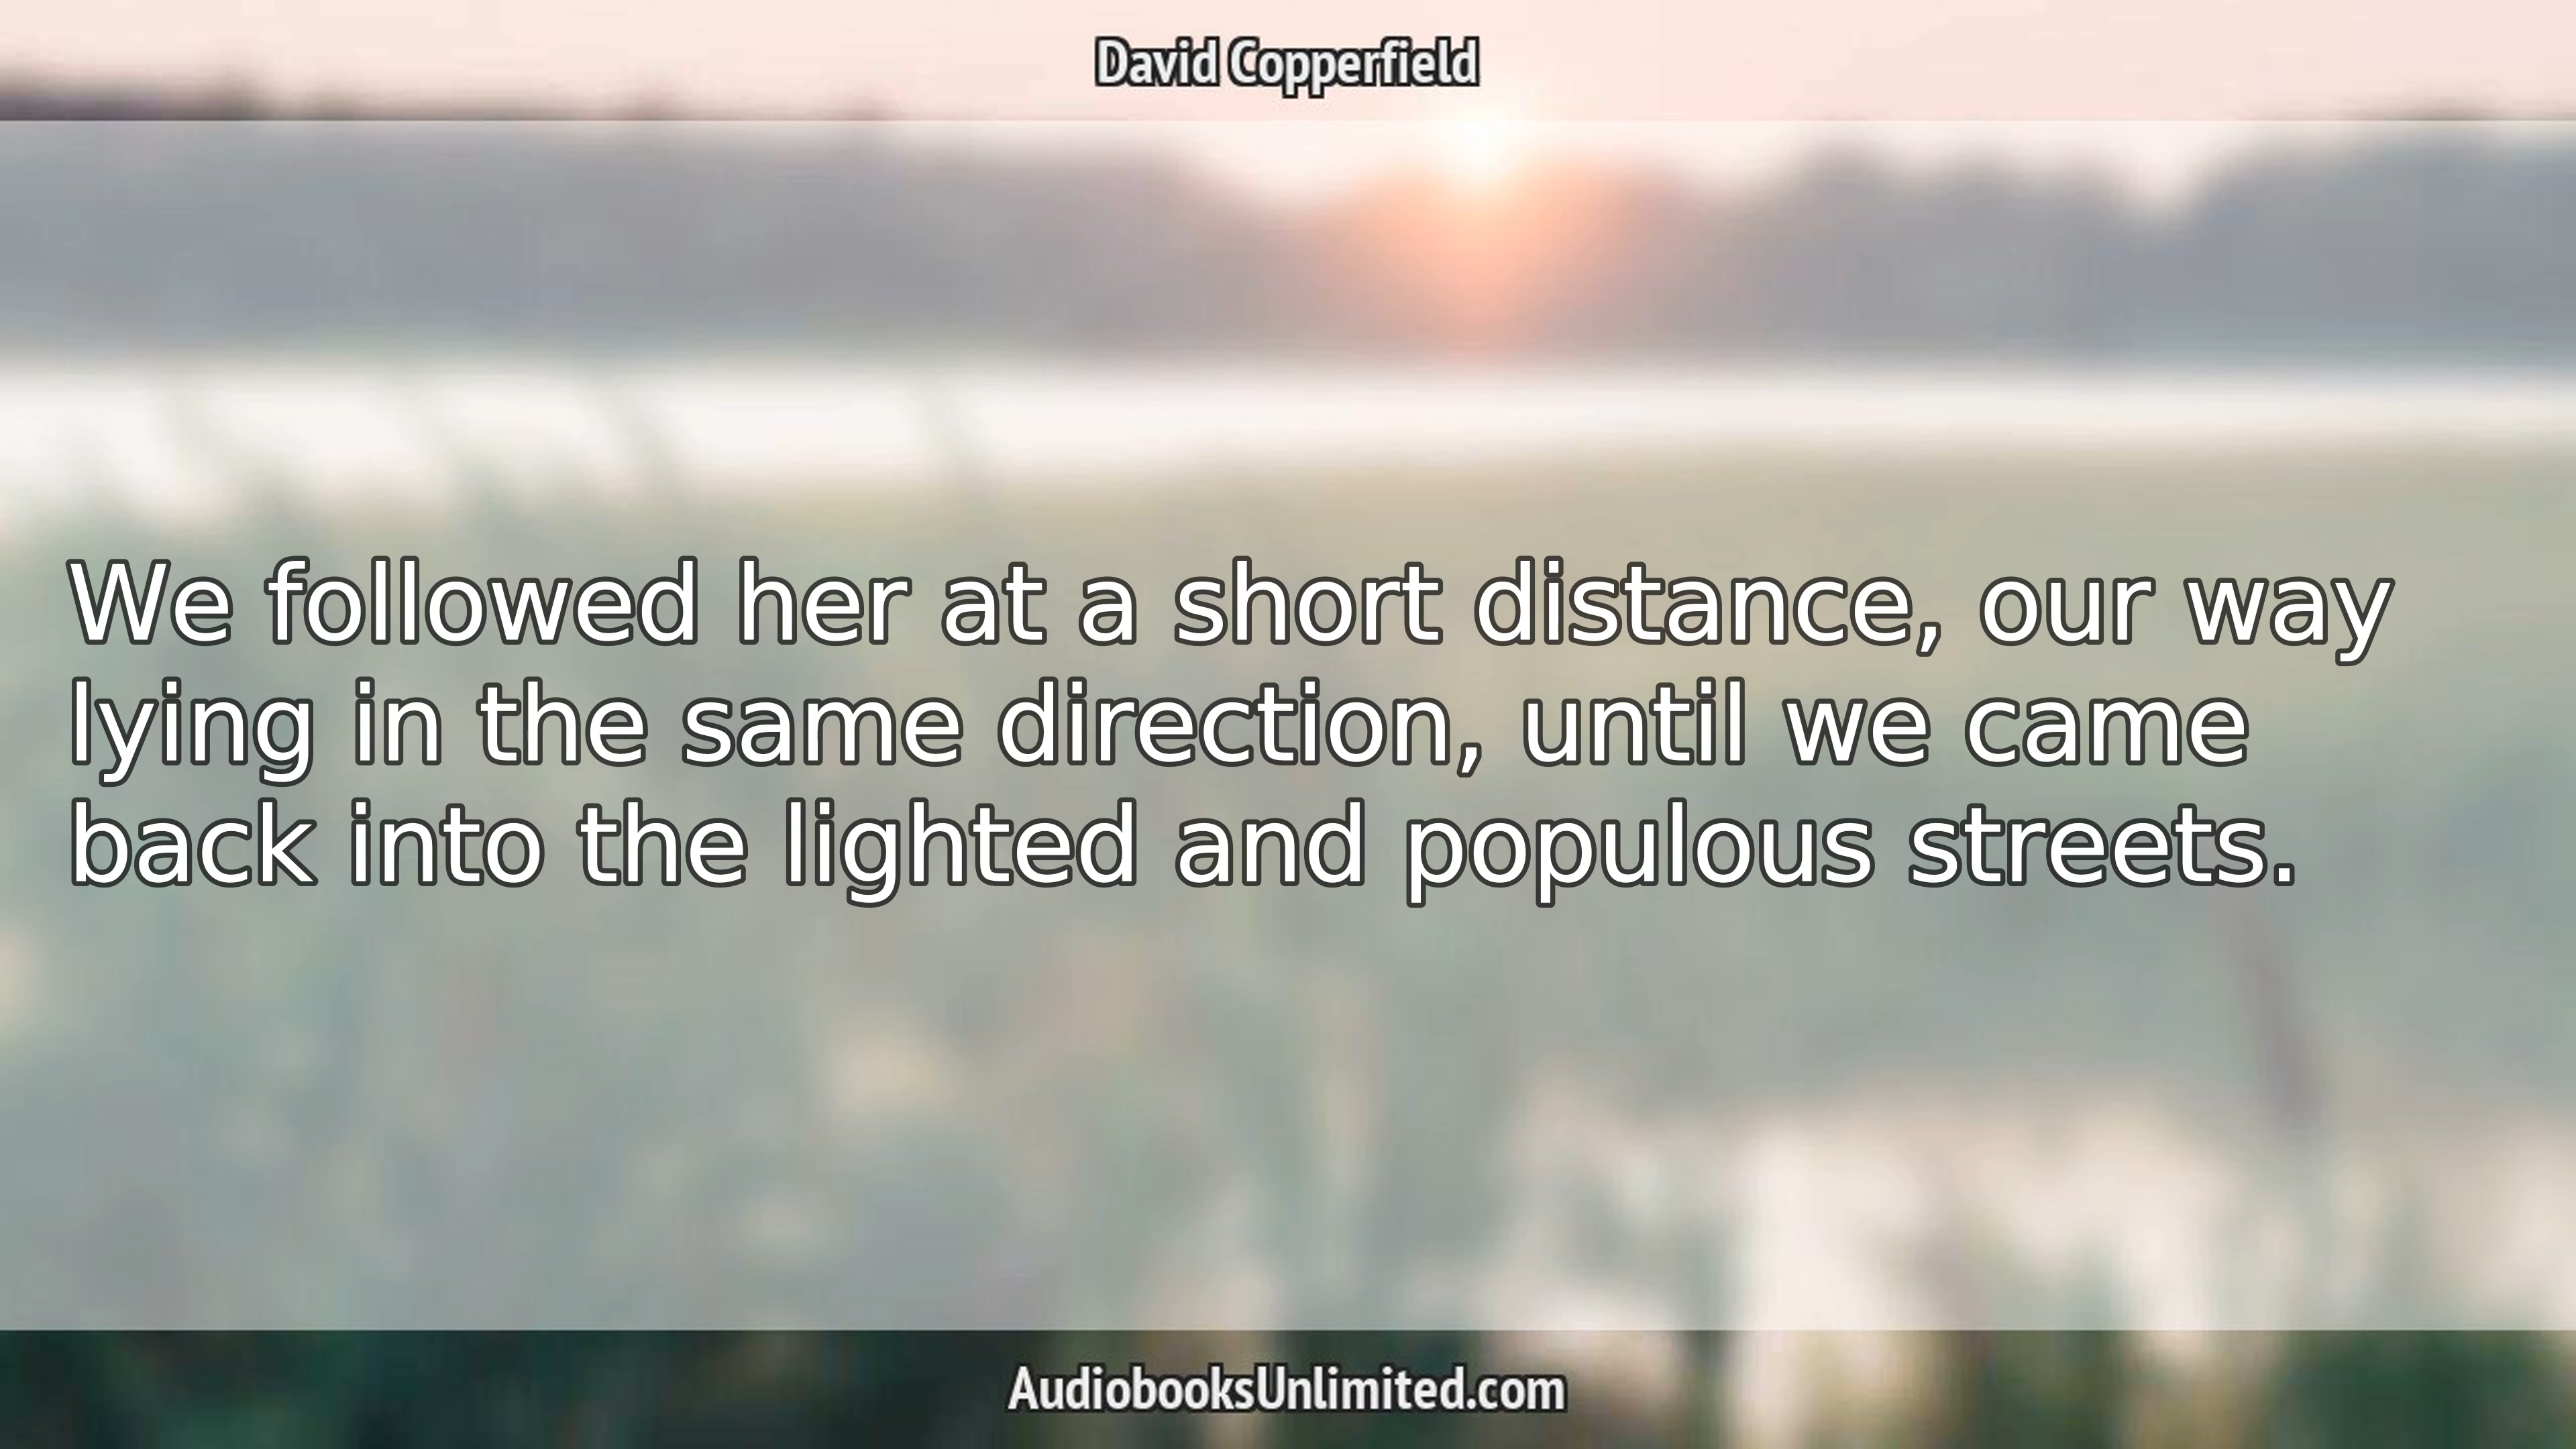 David Copperfield
We followed her at a short distance, our way
lying in the same direction, until we came
back into the lighted and populous streets.
AudiobooksUnlimited.com